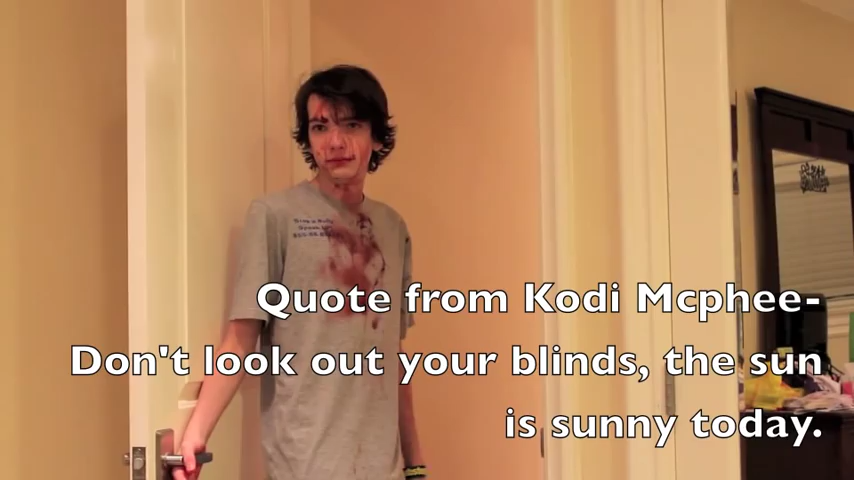 Quote from Kodi Mcphee-
Don't look out your blinds, the sun
is sunny today.